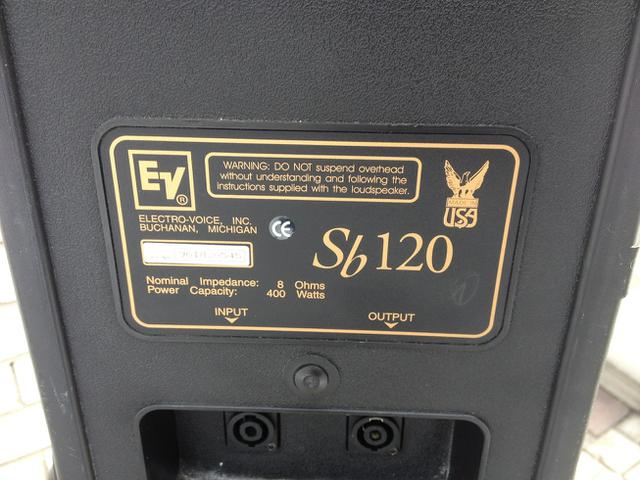 WARNING: DO NOT suspend overhead
without understanding and following the
instructions supplied with the loudspeaker.
EV®
ELECTRO-VOICE, INC.
BUCHANAN, MICHIGAN
CE
MADE IN
USA
Sb120
Nominal Impedance: 8 Ohms
Power Capacity: 400 Watts
INPUT
OUTPUT